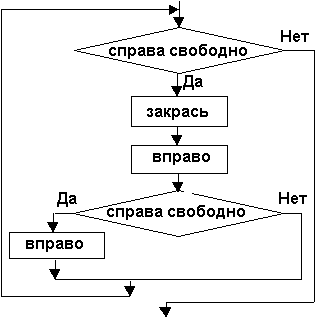 Нет
справа свободно
Да
закрась
вправо
Да
Нет
справа свободно
вправо